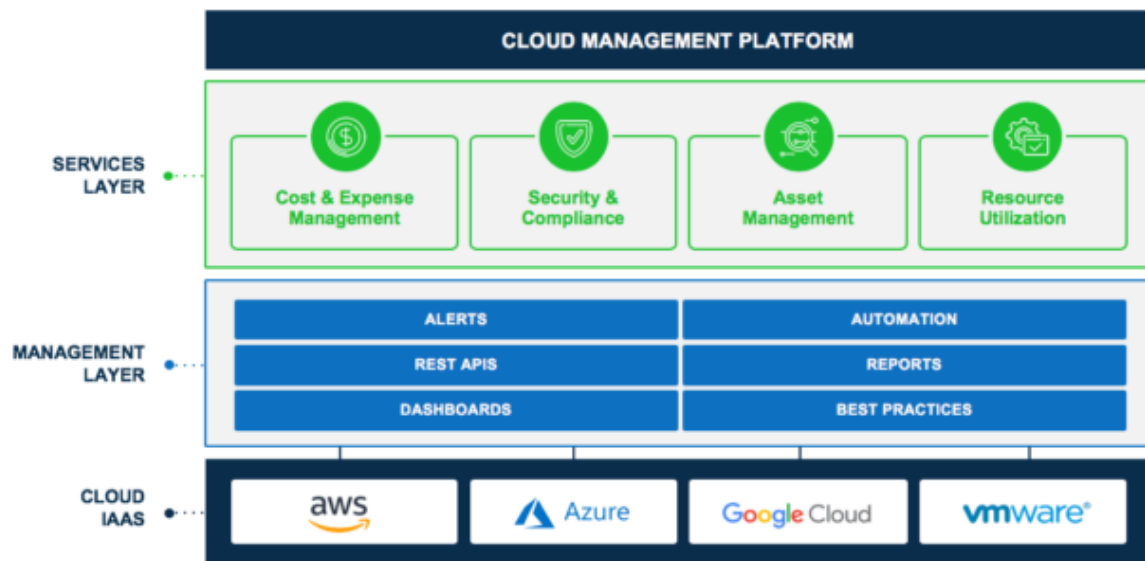 CLOUD MANAGEMENT PLATFORM
SERVICES
LAYER
Cost & Expense
Management
Security &
Compliance
Asset
Management
Resource
Utilization
MANAGEMENT
LAYER
ALERTS
AUTOMATION
REST APIS
REPORTS
DASHBOARDS
BEST PRACTICES
CLOUD
IAAS
aws
Azure
Google Cloud
vmware®